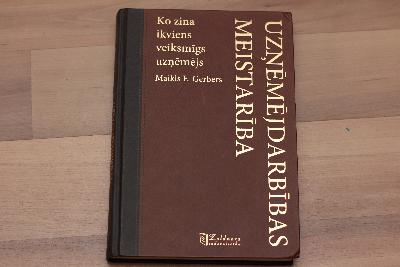 Ko zina
ikviens
veiksmīgs
uzņēmējs
Maikls E. Gerbers
UZŅĒMĒJDARBĪBAS
MEISTARĪBA